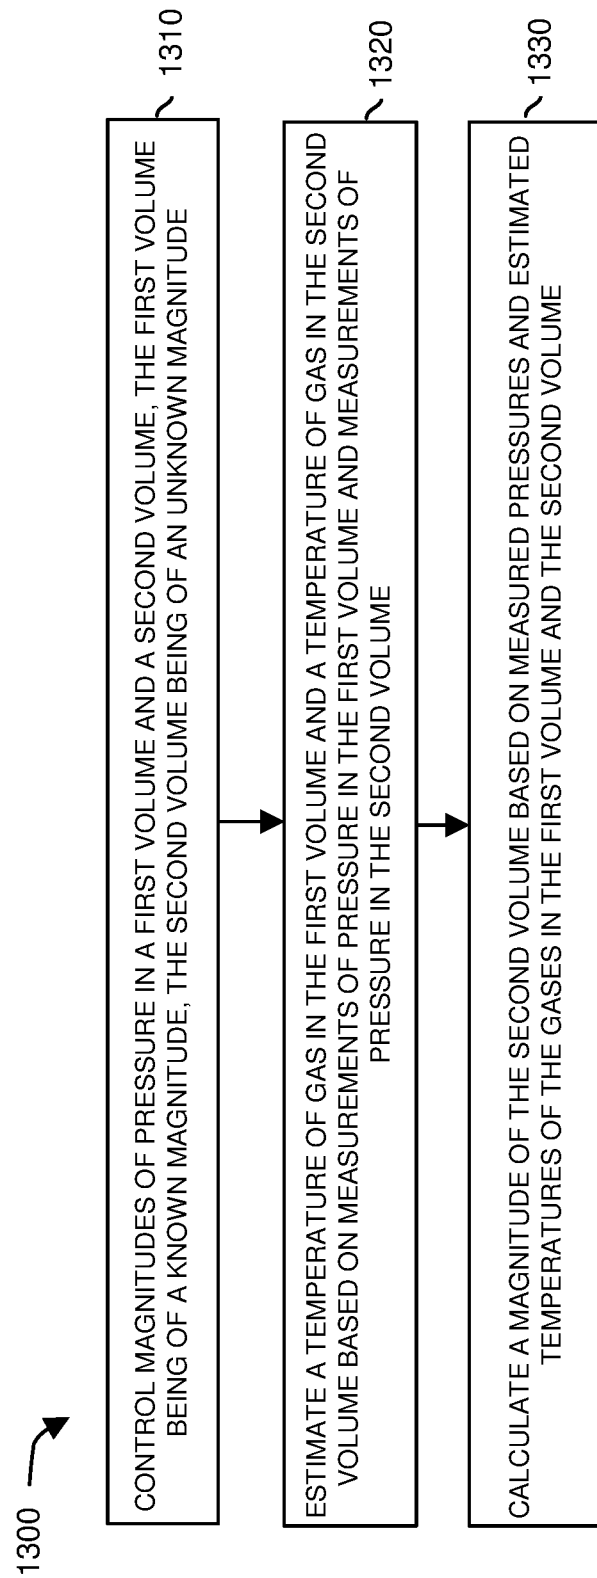 1300
CONTROL MAGNITUDES OF PRESSURE IN A FIRST VOLUME AND A SECOND VOLUME, THE FIRST VOLUME
BEING OF A KNOWN MAGNITUDE, THE SECOND VOLUME BEING OF AN UNKNOWN MAGNITUDE
1310
ESTIMATE A TEMPERATURE OF GAS IN THE FIRST VOLUME AND A TEMPERATURE OF GAS IN THE SECOND
VOLUME BASED ON MEASUREMENTS OF PRESSURE IN THE FIRST VOLUME AND MEASUREMENTS OF
PRESSURE IN THE SECOND VOLUME
1320
CALCULATE A MAGNITUDE OF THE SECOND VOLUME BASED ON MEASURED PRESSURES AND ESTIMATED
TEMPERATURES OF THE GASES IN THE FIRST VOLUME AND THE SECOND VOLUME
1330